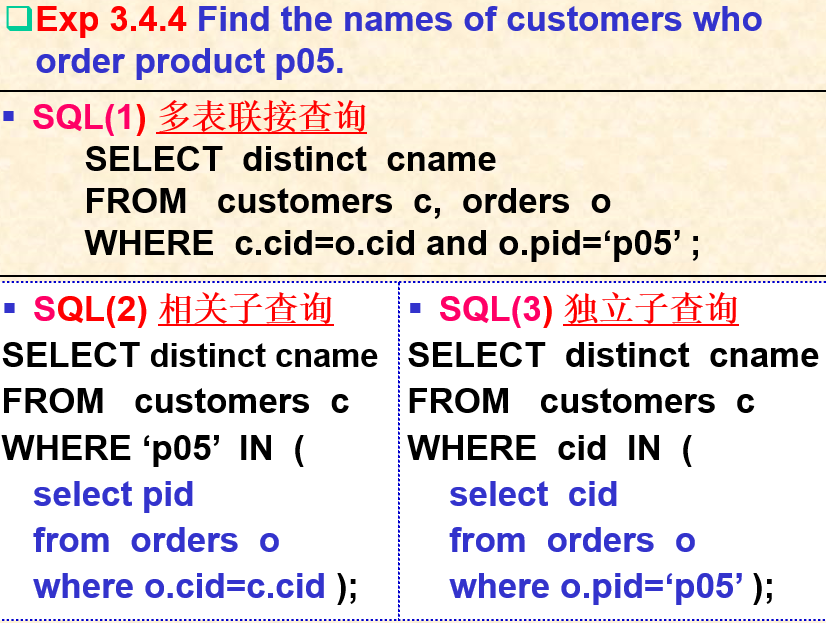 ❑Exp 3.4.4 Find the names of customers who
order product p05.
▪ SQL(1) 多表联接查询
SELECT distinct cname
FROM customers c, orders o
WHERE c.cid=o.cid and o.pid=‘p05’ ;
▪ SQL(2) 相关子查询
SELECT distinct cname
FROM customers c
WHERE ‘p05’ IN (
select pid
from orders o
where o.cid=c.cid );
▪ SQL(3) 独立子查询
SELECT distinct cname
FROM customers c
WHERE cid IN (
select cid
from orders o
where o.pid=‘p05’ );